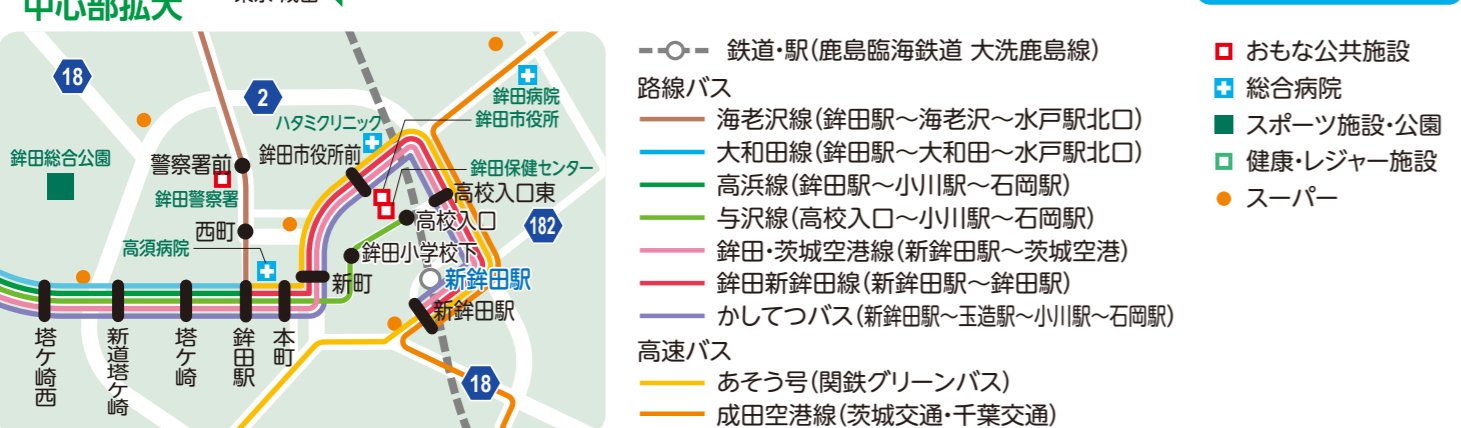 中心部拡大
18
2
ハタミクリニック
鉾田病院
鉾田市役所
鉾田総合公園
警察署前
鉾田市役所前
鉾田警察署
鉾田保健センター
高校入口東
西町
高校入口
182
高須病院
鉾田小学校下
新町
新鉾田駅
新鉾田駅
塔ケ崎西
新道塔ケ崎
塔ケ崎
鉾田駅
本町
18
鉄道・駅(鹿島臨海鉄道 大洗鹿島線)
路線バス
海老沢線(鉾田駅～海老沢～水戸駅北口)
大和田線(鉾田駅～大和田～水戸駅北口)
高浜線(鉾田駅～小川駅～石岡駅)
与沢線(高校入口～小川駅～石岡駅)
鉾田・茨城空港線(新鉾田駅～茨城空港)
鉾田新鉾田線(新鉾田駅～鉾田駅)
かしてつバス(新鉾田駅～玉造駅～小川駅～石岡駅)
高速バス
あそう号(関鉄グリーンバス)
成田空港線(茨城交通・千葉交通)
おもな公共施設
総合病院
スポーツ施設・公園
健康・レジャー施設
スーパー